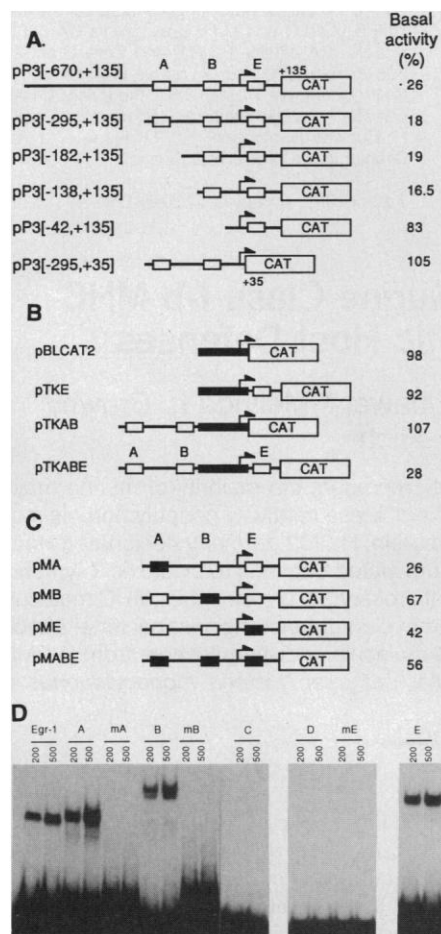 A.
Basal
activity
(%)
A B E +135
pP3[-670,+135] CAT 26
pP3[-295,+135] CAT 18
pP3[-182,+135] CAT 19
pP3[-138,+135] CAT 16.5
pP3[-42,+135] CAT 83
pP3[-295,+35] CAT 105
+35
B
pBLCAT2 CAT 98
pTKE CAT 92
pTKAB CAT 107
A B E
pTKABE CAT 28
C
A B E
pMA CAT 26
pMB CAT 67
pME CAT 42
pMABE CAT 56
D
Egr-1 A mA B mB C D mE E
200 500 200 500 200 500 200 500 200 500 200 500 200 500 200 500 200 500